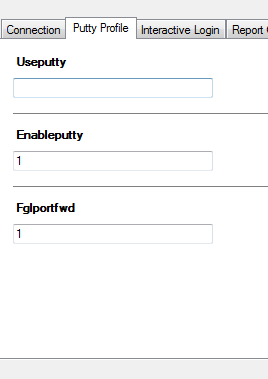 Connection Putty Profile Interactive Login Report
Useputty
Enableputty
1
Fglportfwd
1